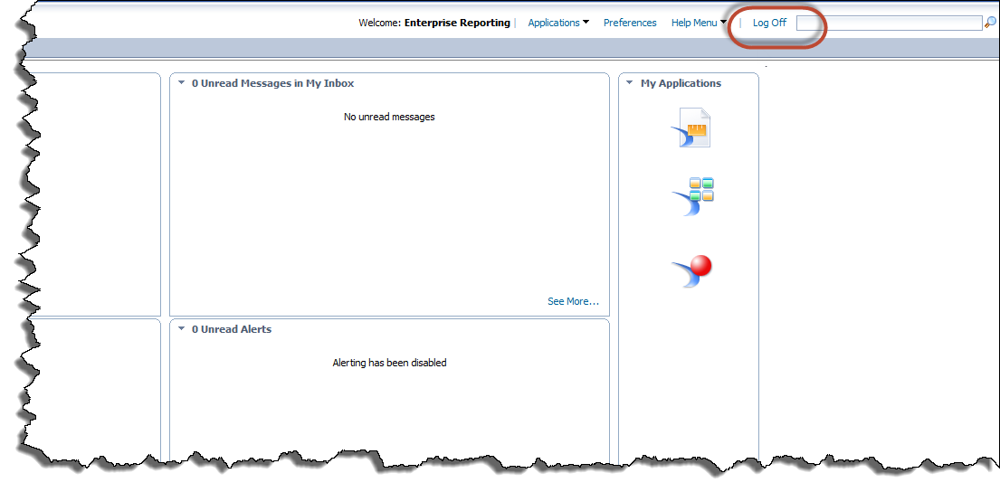 Welcome: Enterprise Reporting | Applications Preferences Help Menu | Log Off
0 Unread Messages in My Inbox
No unread messages
See More...
0 Unread Alerts
Alerting has been disabled
My Applications